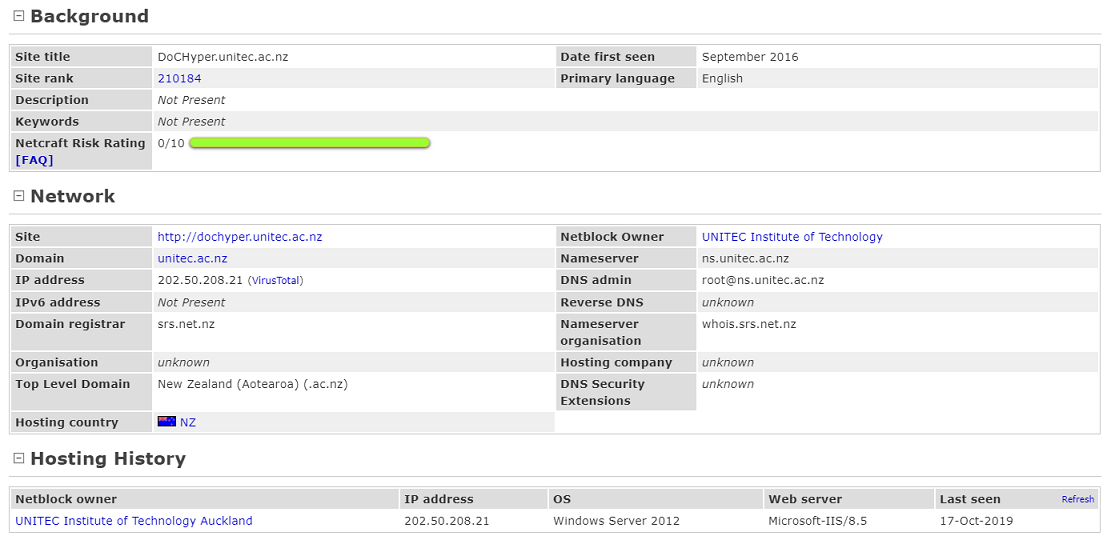 Background
Site title DoCHyper.unitec.ac.nz Date first seen September 2016
Site rank 210184 Primary language English
Description Not Present
Keywords Not Present
Netcraft Risk Rating 0/10
[FAQ]
Network
Site http://dochyper.unitec.ac.nz Netblock Owner UNITEC Institute of Technology
Domain unitec.ac.nz Nameserver ns.unitec.ac.nz
IP address 202.50.208.21 (VirusTotal) DNS admin root@ns.unitec.ac.nz
IPv6 address Not Present Reverse DNS unknown
Domain registrar srs.net.nz Nameserver whois.srs.net.nz
organisation
Organisation unknown Hosting company unknown
Top Level Domain New Zealand (Aotearoa) (.ac.nz) DNS Security unknown
Extensions
Hosting country NZ
Hosting History
Netblock owner IP address OS Web server Last seen Refresh
UNITEC Institute of Technology Auckland 202.50.208.21 Windows Server 2012 Microsoft-IIS/8.5 17-Oct-2019